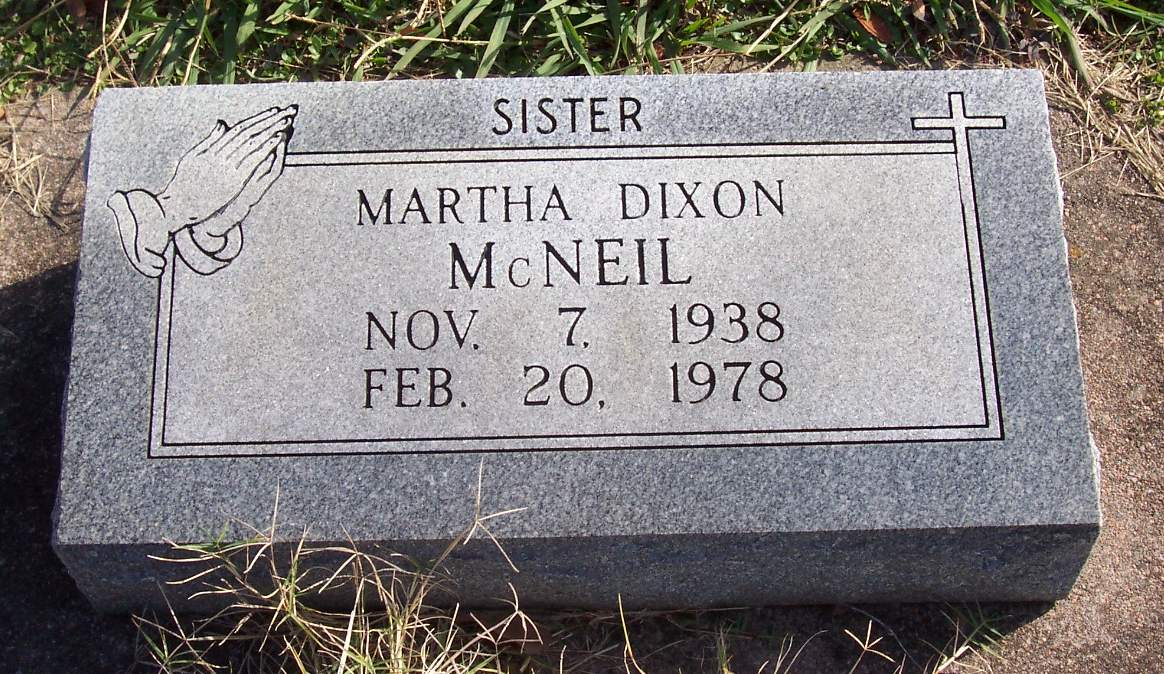 SISTER
MARTHA DIXON
McNEIL
NOV. 7, 1938
FEB. 20, 1978